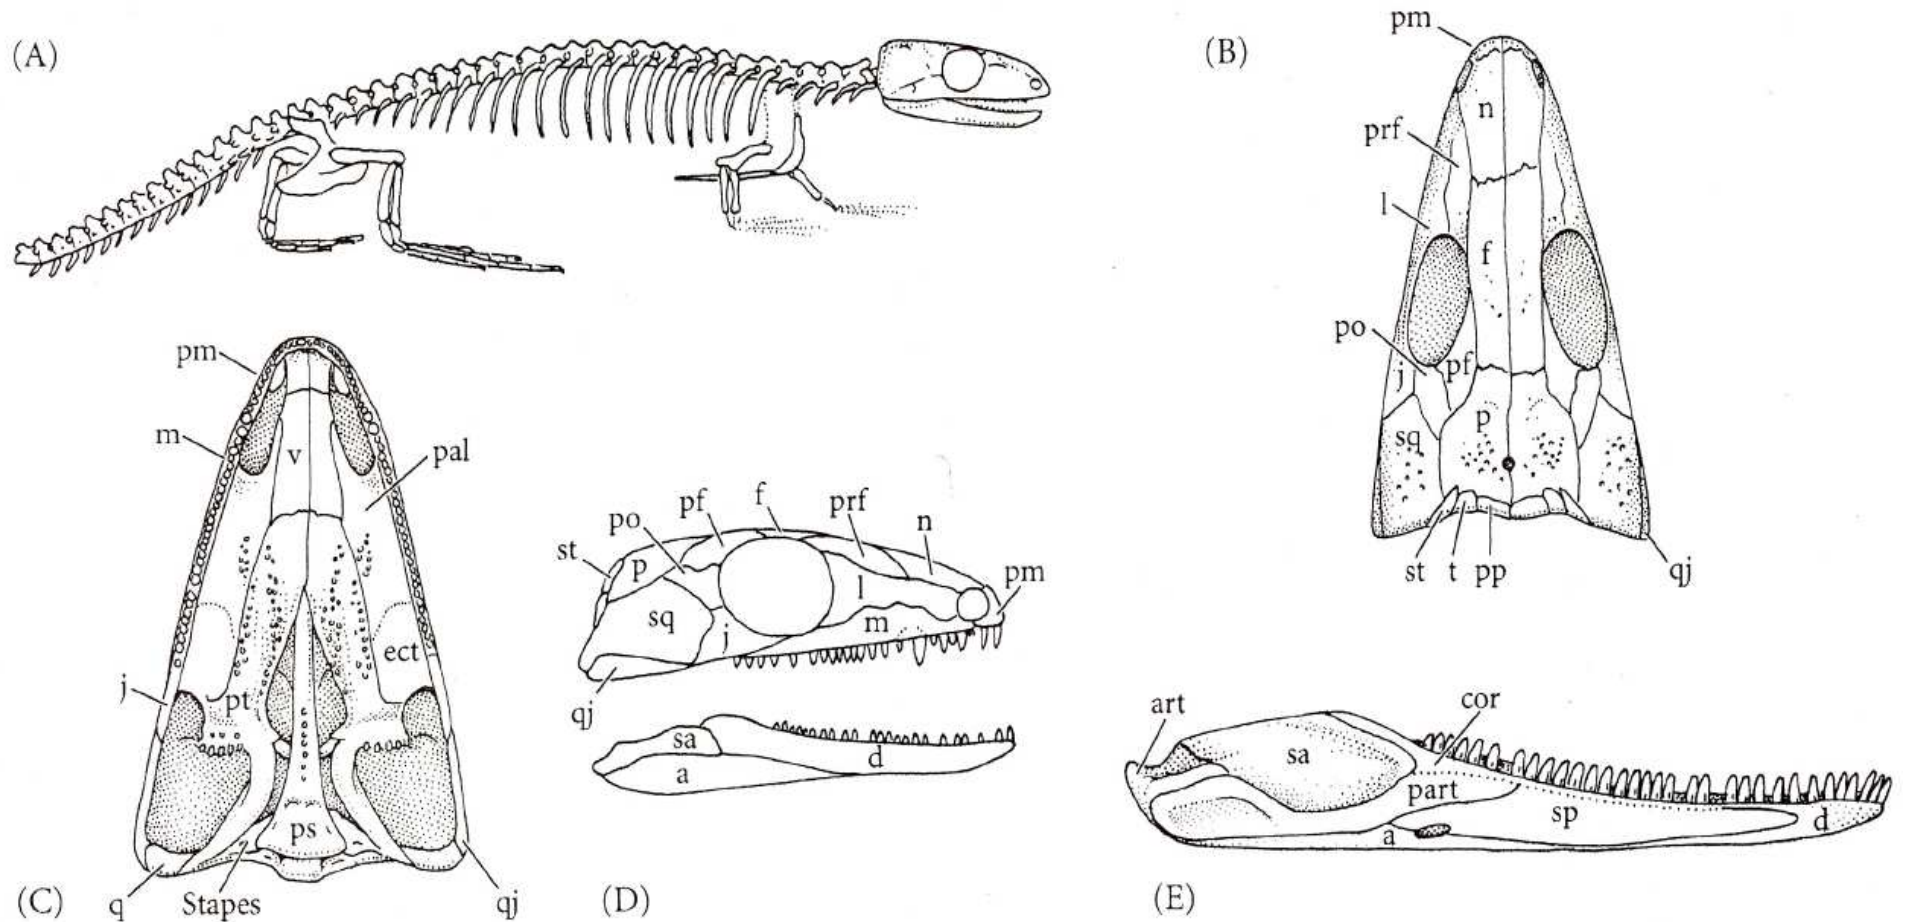 (A)
(B)
pm
n
prf
l
f
po
j
pf
p
sq
st
t
pp
qj
pm
m
v
pal
ect
j
pt
ps
(C)
q
Stapes
qj
st
po
pf
f
prf
n
pm
p
l
sq
j
m
qj
sa
a
d
(D)
art
cor
sa
part
sp
a
d
(E)